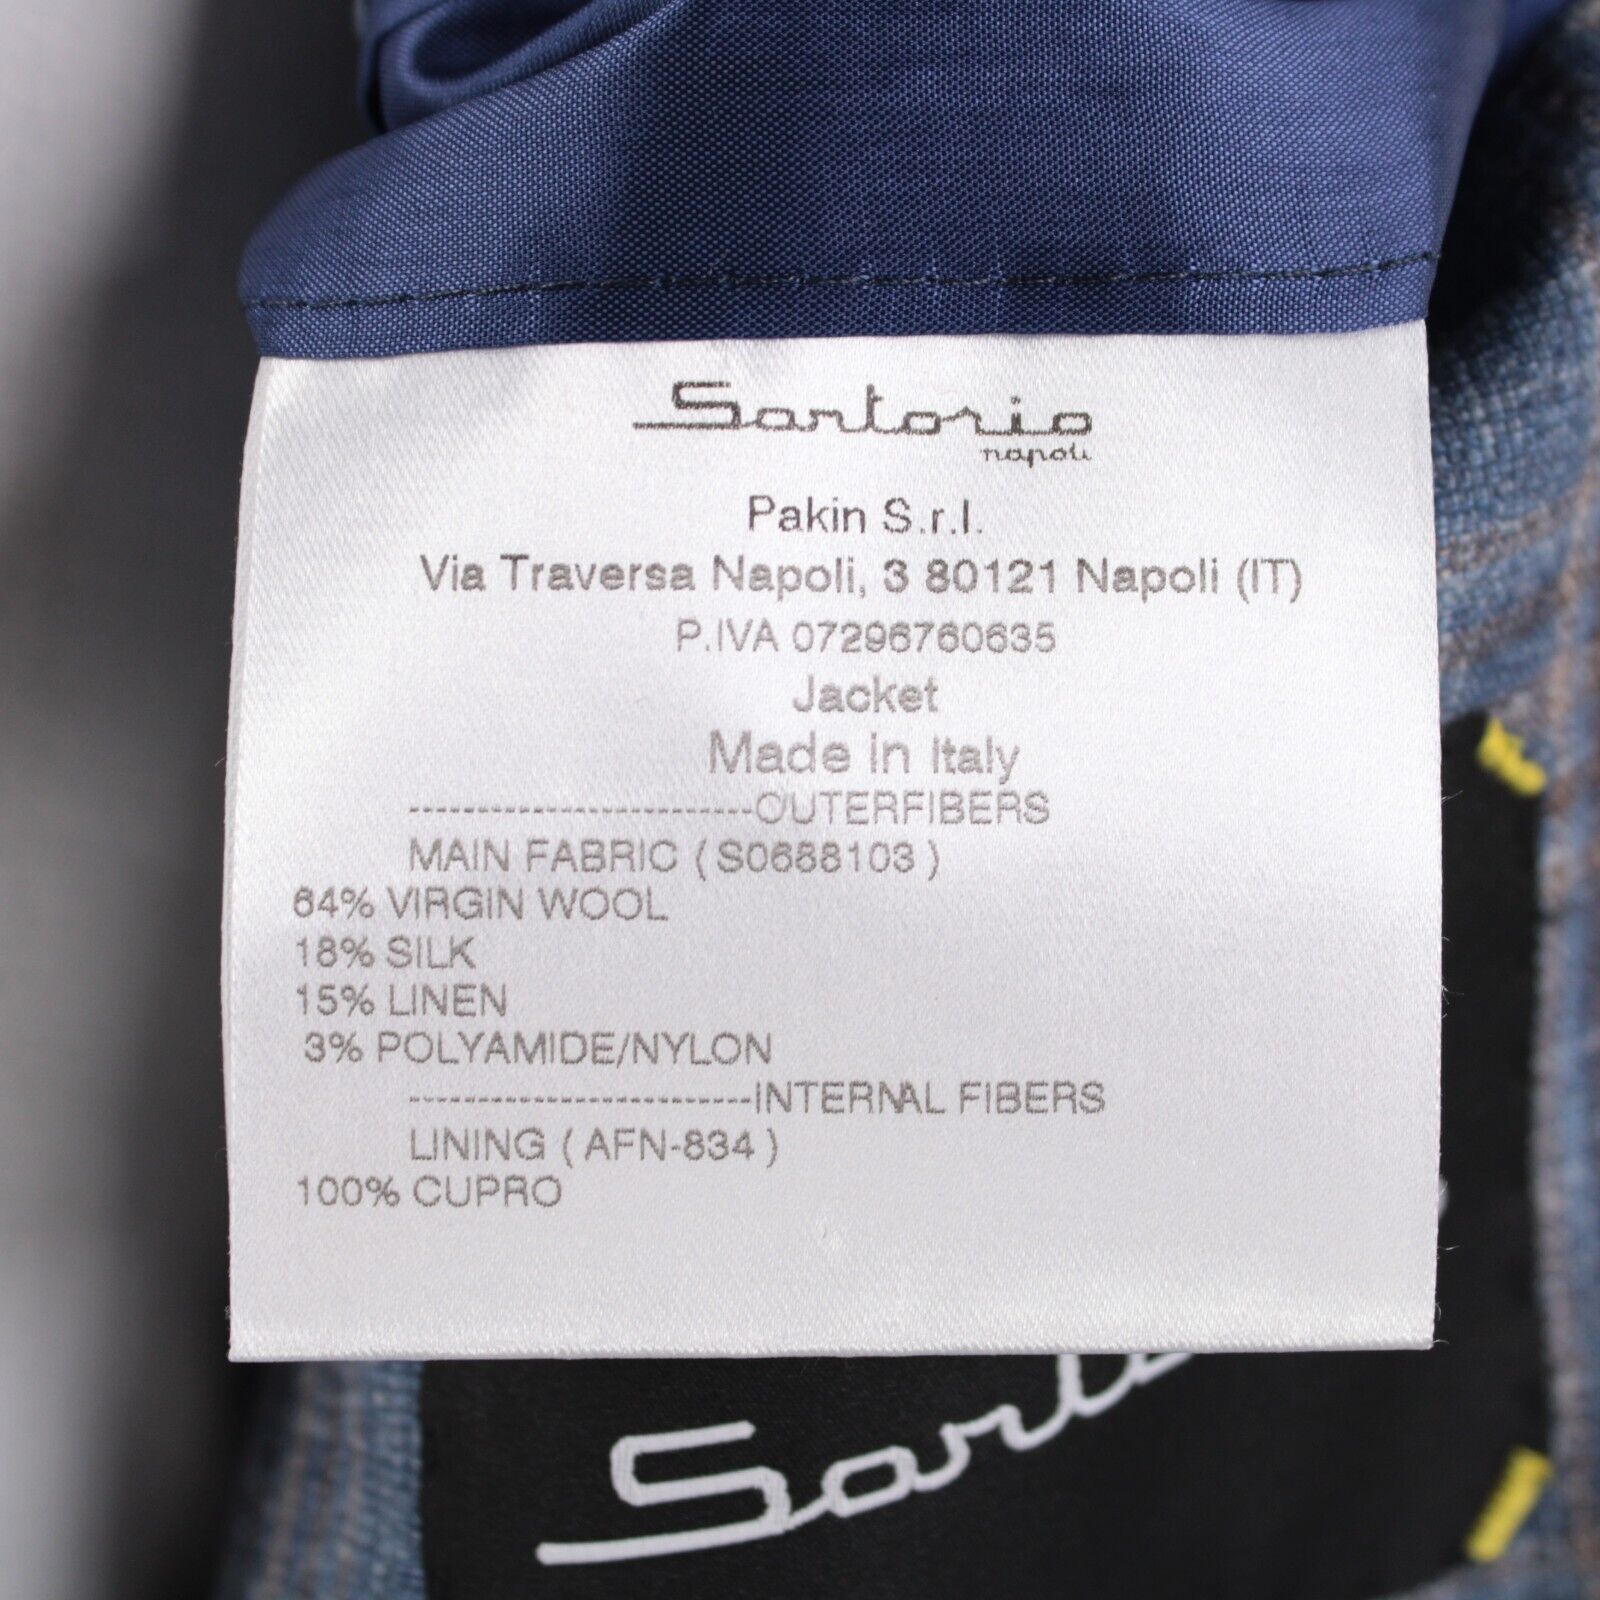 Sartorio
napoli
Pakin S.r.l.
Via Traversa Napoli, 3 80121 Napoli (IT)
P.IVA 07296760635
Jacket
Made in Italy
-------------------------OUTERFIBERS
MAIN FABRIC ( S0688103 )
64% VIRGIN WOOL
18% SILK
15% LINEN
3% POLYAMIDE/NYLON
-------------------------INTERNAL FIBERS
LINING ( AFN-834 )
100% CUPRO